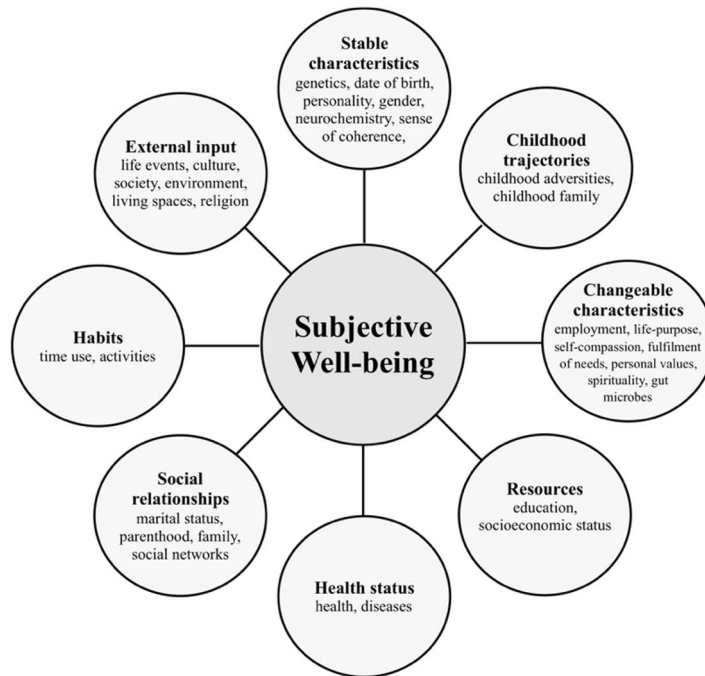 Stable
characteristics
genetics, date of birth,
personality, gender,
neurochemistry, sense
of coherence,
Childhood
trajectories
childhood adversities,
childhood family
Changeable
characteristics
employment, life-purpose,
self-compassion, fulfilment
of needs, personal values,
spirituality, gut
microbes
Resources
education,
socioeconomic status
Health status
health, diseases
Social
relationships
marital status,
parenthood, family,
social networks
Habits
time use, activities
External input
life events, culture,
society, environment,
living spaces, religion
Subjective
Well-being